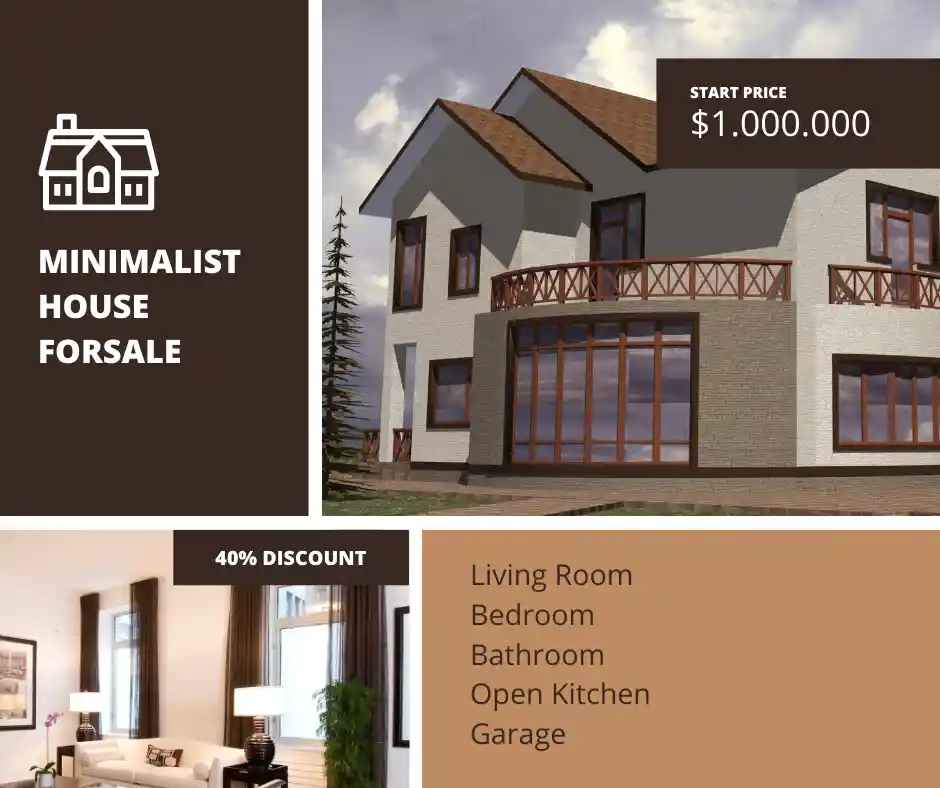 MINIMALIST
HOUSE
FORSALE
START PRICE
$1.000.000
40% DISCOUNT
Living Room
Bedroom
Bathroom
Open Kitchen
Garage